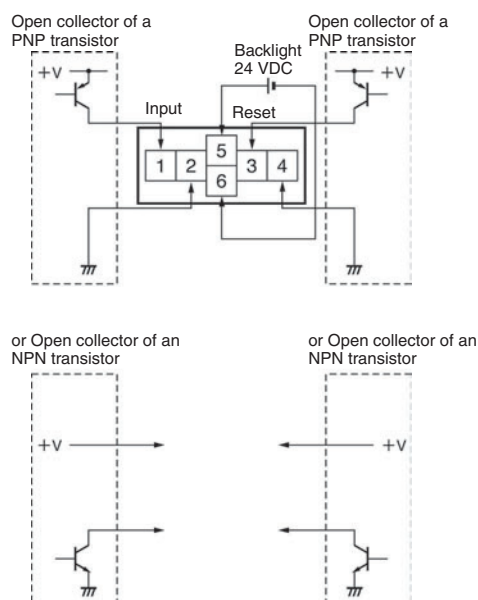 Open collector of a
PNP transistor
Open collector of a
PNP transistor
Backlight
24 VDC
+V
+V
Input
Reset
1 2 5 3 4
6
or Open collector of an
NPN transistor
or Open collector of an
NPN transistor
+V
+V